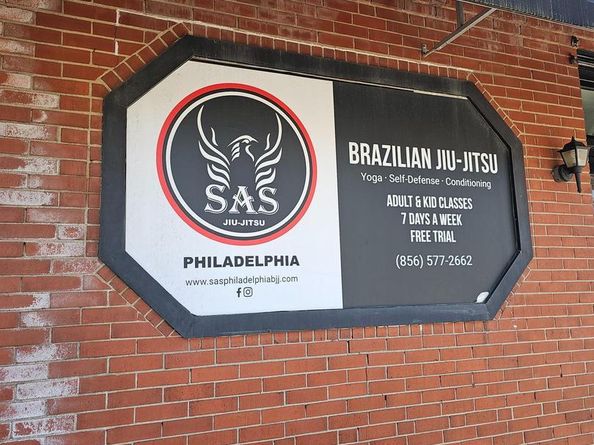 SAS
JIU-JITSU
PHILADELPHIA
www.sasphiladelphiabjj.com
BRAZILIAN JIU-JITSU
Yoga · Self-Defense · Conditioning
ADULT & KID CLASSES
7 DAYS A WEEK
FREE TRIAL
(856) 577-2662